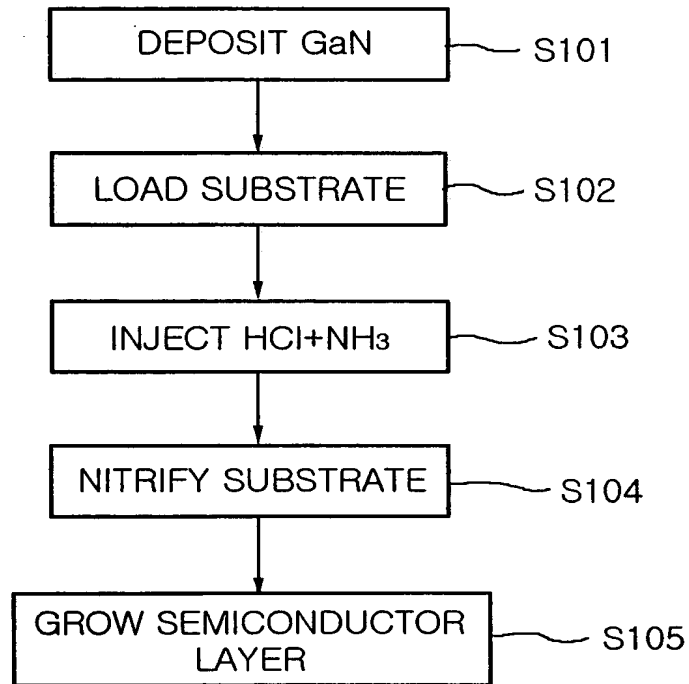 DEPOSIT GaN
S101
LOAD SUBSTRATE
S102
INJECT HCl+NH₃
S103
NITRIFY SUBSTRATE
S104
GROW SEMICONDUCTOR
LAYER
S105